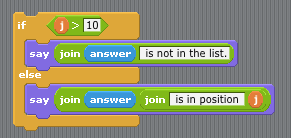 if j > 10
say join answer is not in the list.
else
say join answer join is in position j